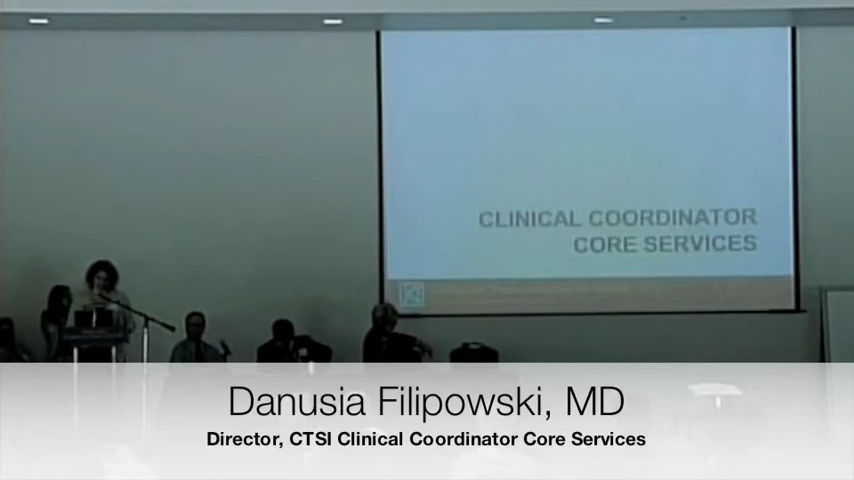 CLINICAL COORDINATOR
CORE SERVICES
Danusia Filipowski, MD
Director, CTSI Clinical Coordinator Core Services